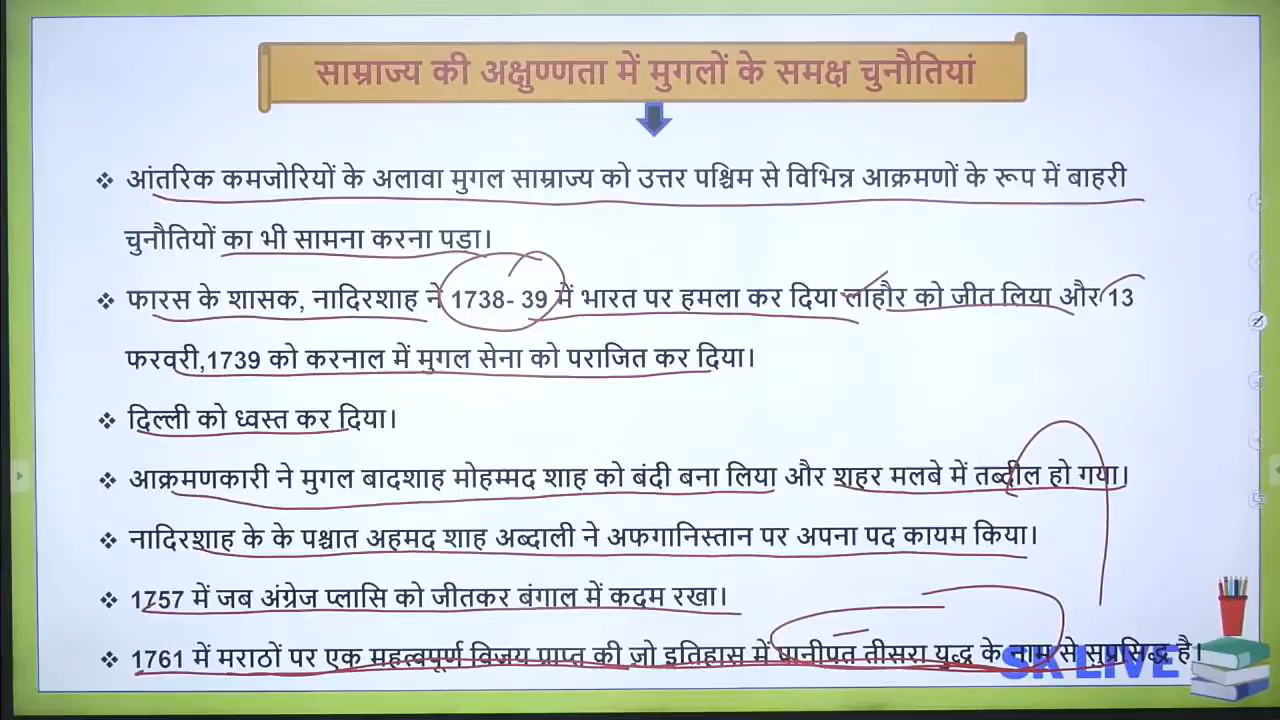 साम्राज्य की अक्षुण्णता में मुगलों के समक्ष चुनौतियां
❖ आंतरिक कमजोरियों के अलावा मुगल साम्राज्य को उत्तर पश्चिम से विभिन्न आक्रमणों के रूप में बाहरी
चुनौतियों का भी सामना करना पड़ा।
❖ फारस के शासक, नादिरशाह ने 1738- 39 में भारत पर हमला कर दिया लाहौर को जीत लिया और 13
फरवरी,1739 को करनाल में मुगल सेना को पराजित कर दिया।
❖ दिल्ली को ध्वस्त कर दिया।
❖ आक्रमणकारी ने मुगल बादशाह मोहम्मद शाह को बंदी बना लिया और शहर मलबे में तब्दील हो गया।
❖ नादिरशाह के के पश्चात अहमद शाह अब्दाली ने अफगानिस्तान पर अपना पद कायम किया।
❖ 1757 में जब अंग्रेज प्लासि को जीतकर बंगाल में कदम रखा।
❖ 1761 में मराठों पर एक महत्वपूर्ण विजय प्राप्त की जो इतिहास में पानीपत तीसरा युद्ध के नाम से सुप्रसिद्ध है।
SK LIVE